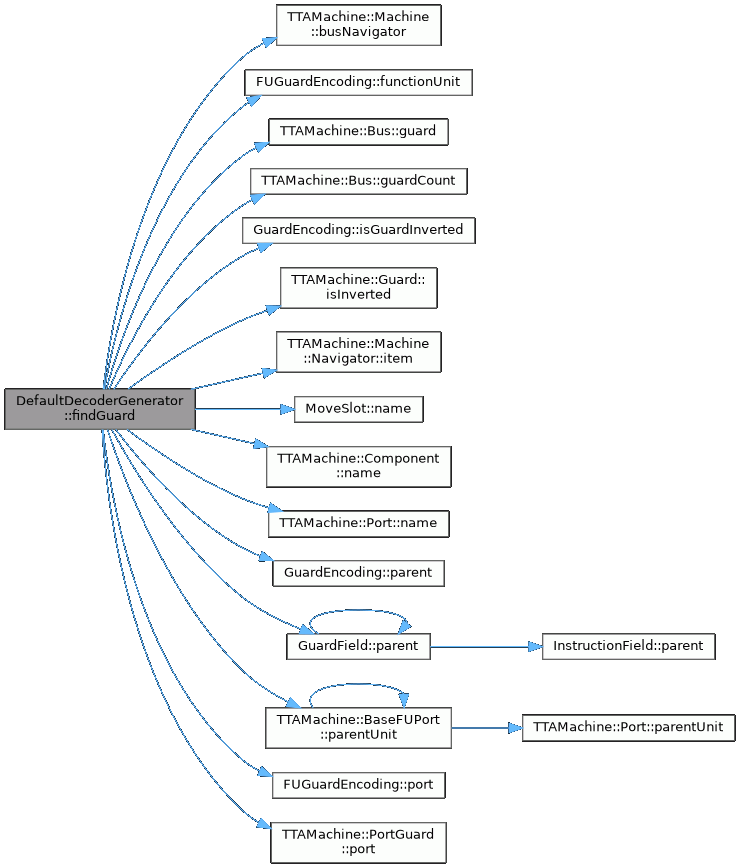 TTAMachine::Machine
::busNavigator
FUGuardEncoding::functionUnit
TTAMachine::Bus::guard
TTAMachine::Bus::guardCount
GuardEncoding::isGuardInverted
TTAMachine::Guard::
isInverted
TTAMachine::Machine
::Navigator::item
DefaultDecoderGenerator
::findGuard
MoveSlot::name
TTAMachine::Component
::name
TTAMachine::Port::name
GuardEncoding::parent
GuardField::parent
InstructionField::parent
TTAMachine::BaseFUPort
::parentUnit
TTAMachine::Port::parentUnit
FUGuardEncoding::port
TTAMachine::PortGuard
::port